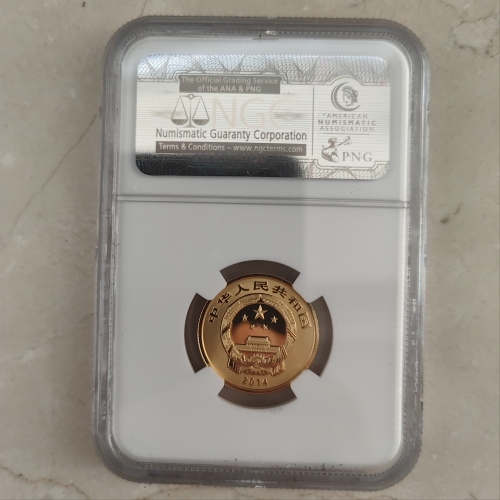 The Official Grading Service
of the ANA & PNG
NGC
Numismatic Guaranty Corporation
Terms & Conditions – www.ngcterms.com
AMERICAN
NUMISMATIC
ASSOCIATION
PNG
中华人民共和国
2014